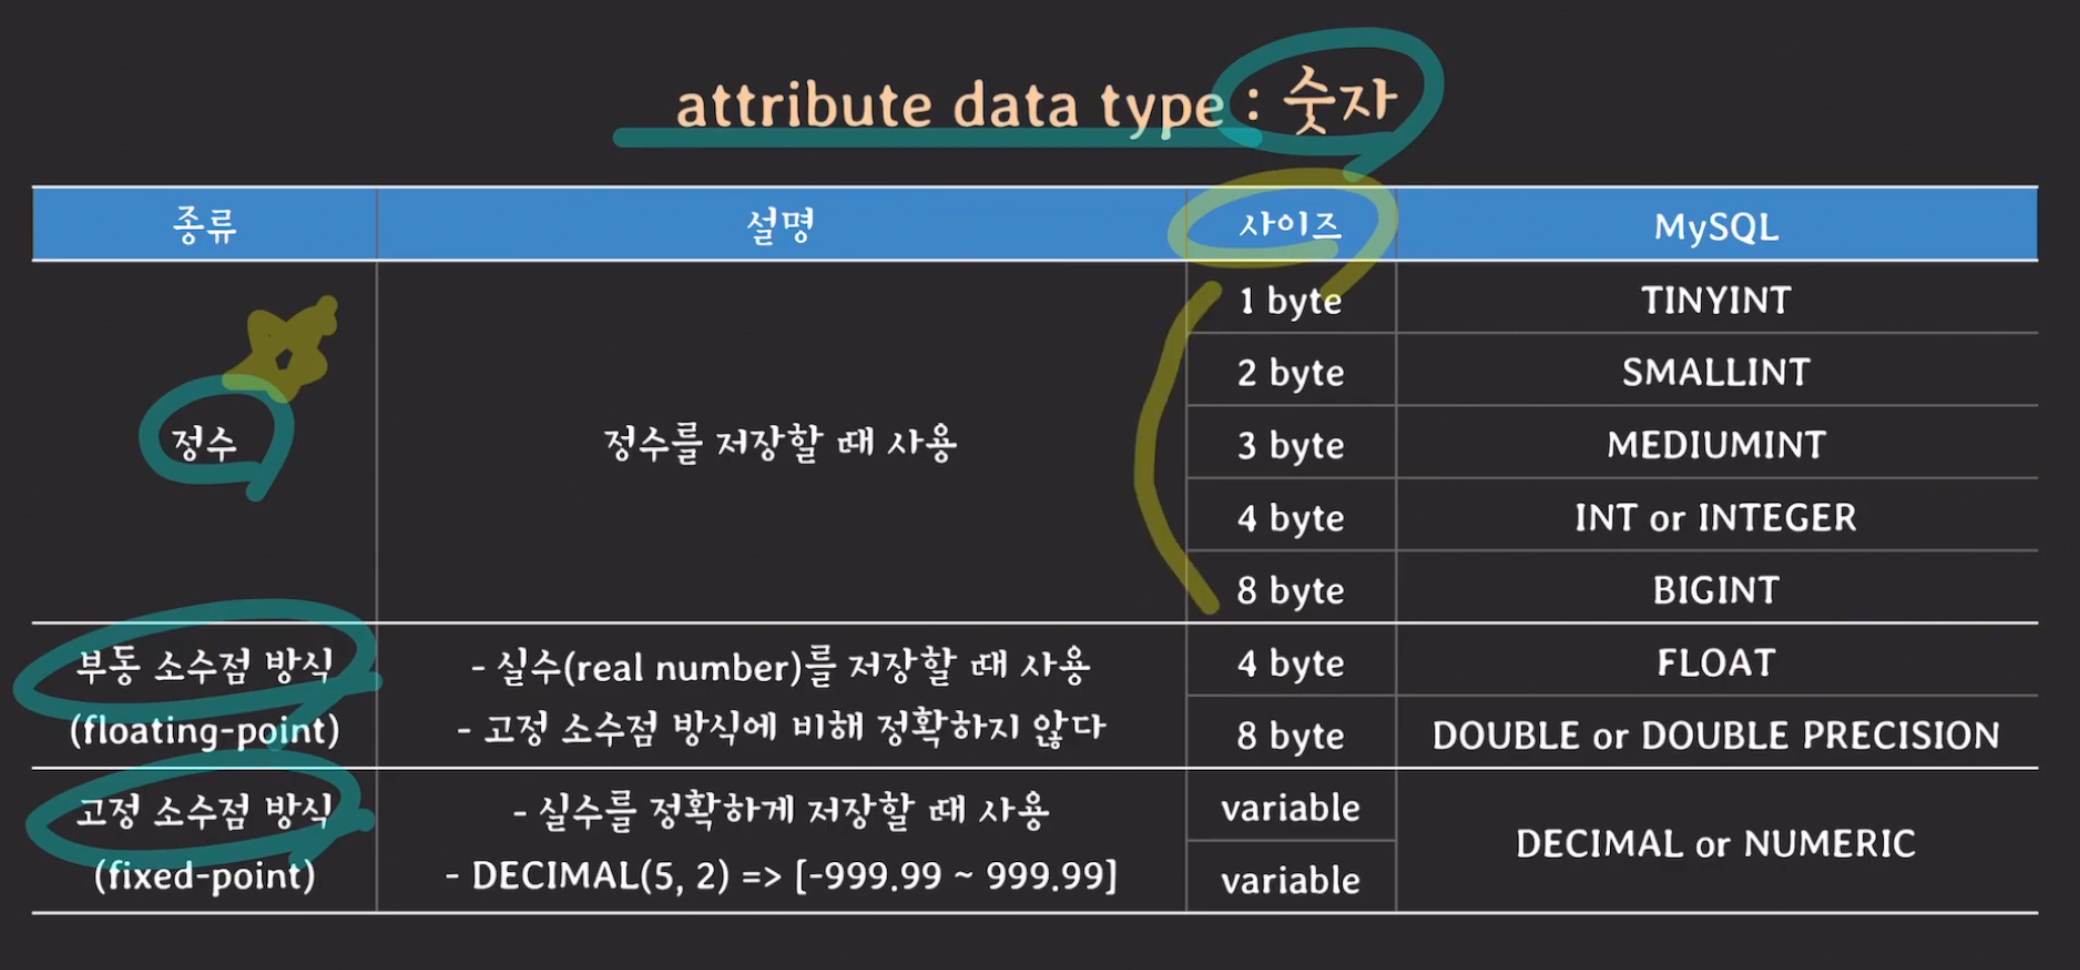 attribute data type : 숫자
종류 설명 사이즈 MySQL
정수 정수를 저장할 때 사용
1 byte TINYINT
2 byte SMALLINT
3 byte MEDIUMINT
4 byte INT or INTEGER
8 byte BIGINT
부동 소수점 방식
(floating-point)
- 실수(real number)를 저장할 때 사용
- 고정 소수점 방식에 비해 정확하지 않다
4 byte FLOAT
8 byte DOUBLE or DOUBLE PRECISION
고정 소수점 방식
(fixed-point)
- 실수를 정확하게 저장할 때 사용
- DECIMAL(5, 2) => [-999.99 ~ 999.99]
variable
variable
DECIMAL or NUMERIC